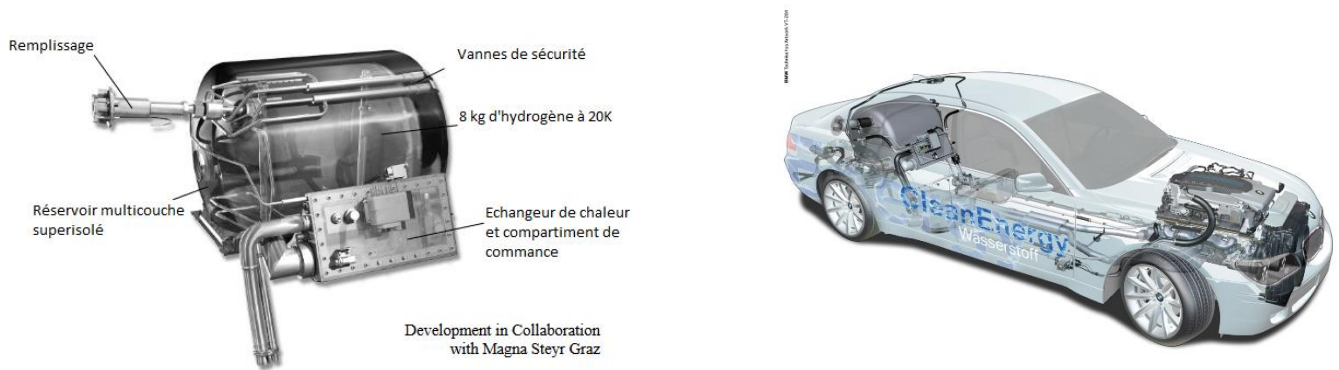 Remplissage
Vannes de sécurité
8 kg d'hydrogène à 20K
Réservoir multicouche
superisolé
Echangeur de chaleur
et compartiment de
commance
Development in Collaboration
with Magna Steyr Graz
CleanEnergy
Wasserstoff